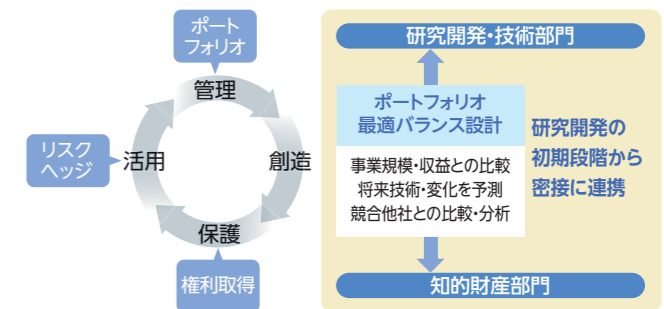 ポート
フォリオ
管理
リスク
ヘッジ
活用
創造
保護
権利取得
研究開発・技術部門
ポートフォリオ
最適バランス設計
事業規模・収益との比較
将来技術・変化を予測
競合他社との比較・分析
研究開発の
初期段階から
密接に連携
知的財産部門